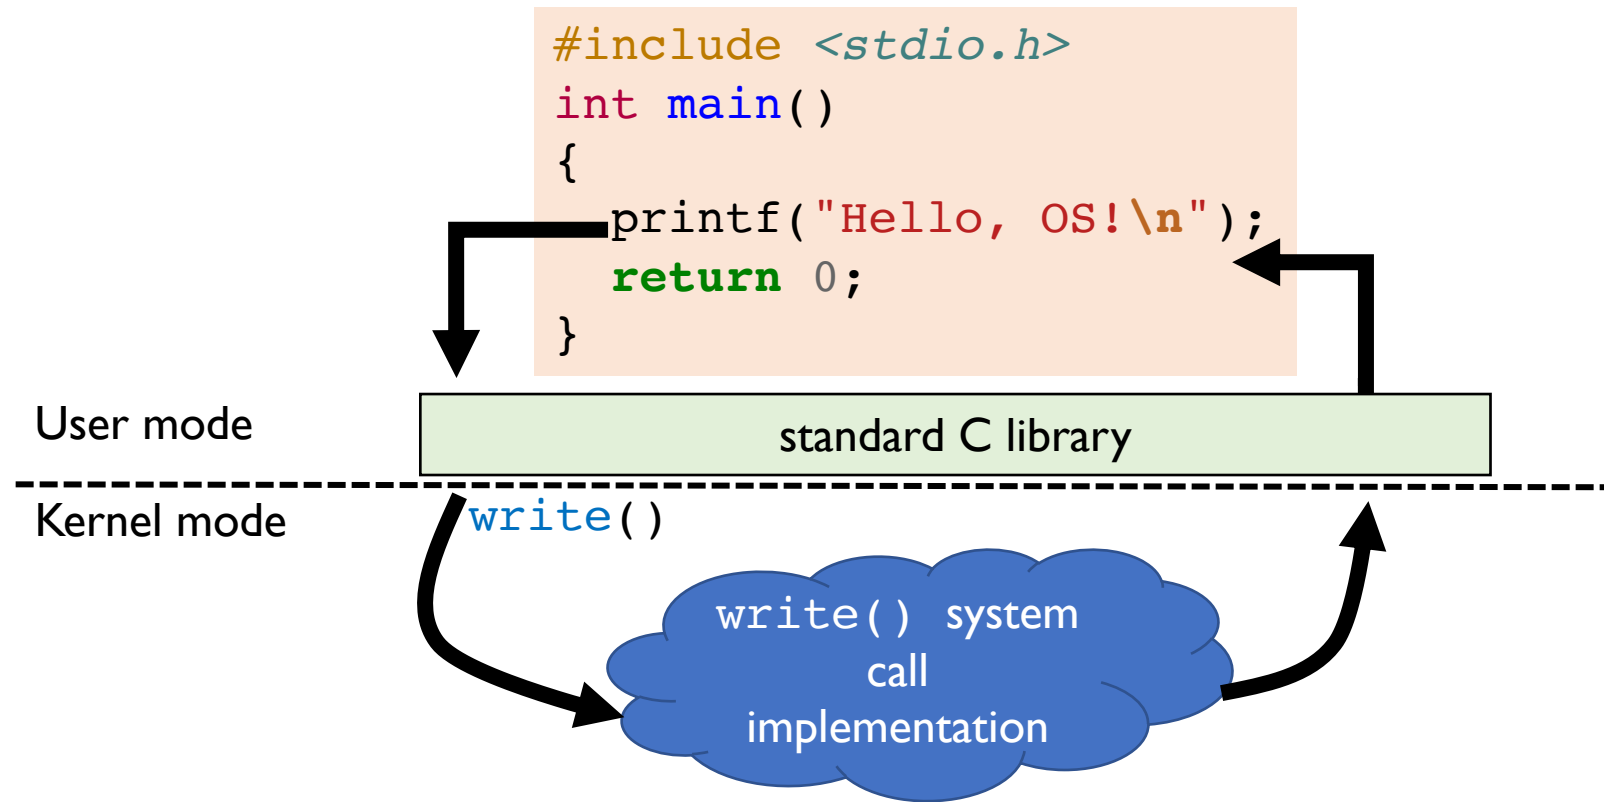 #include <stdio.h>
int main()
{
  printf("Hello, OS!\n");
  return 0;
}
User mode
standard C library
Kernel mode
write()
write() system
call
implementation